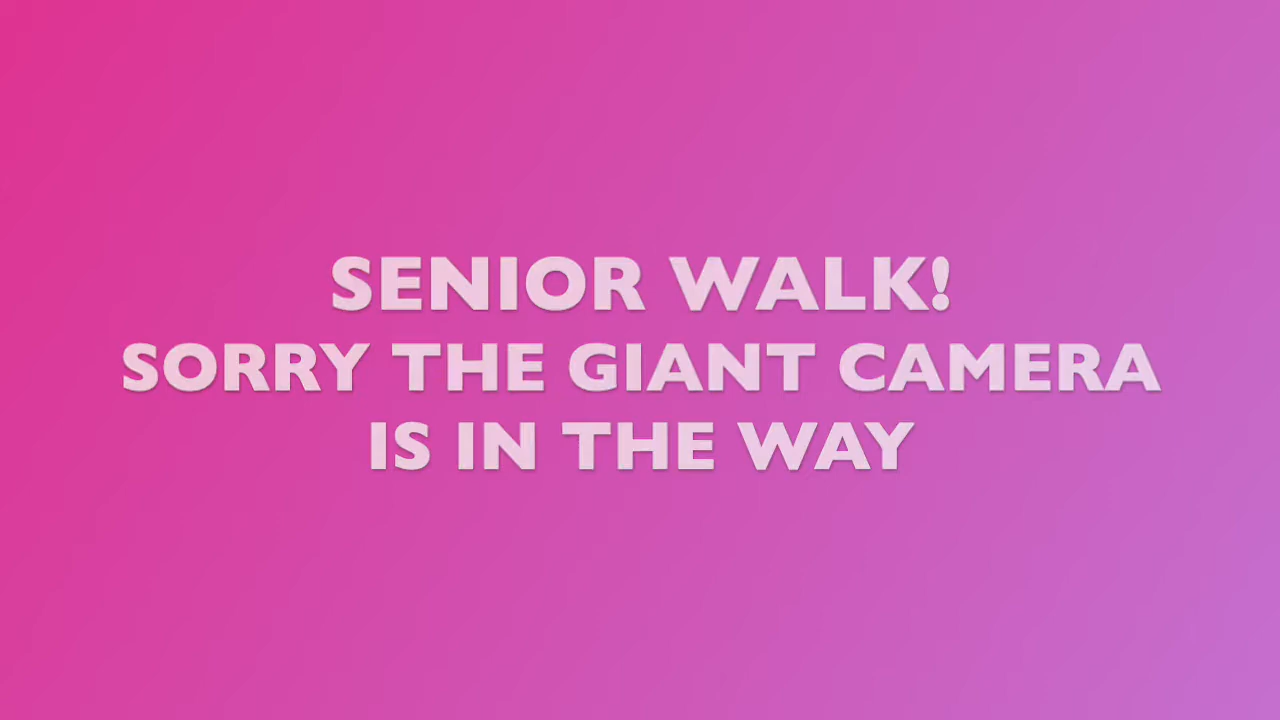 SENIOR WALK!
SORRY THE GIANT CAMERA
IS IN THE WAY